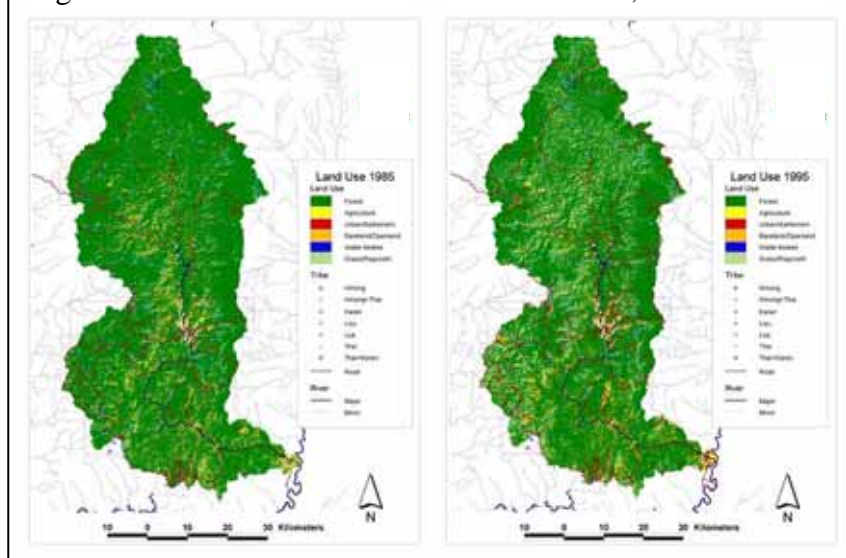 Land Use 1985
Land Use
Forest
Agriculture
Urban/Settlement
Bareland/Openland
Water bodies
Grass/Regrowth
Tribe
Hmong
Hmong/Thai
Karen
Lisu
Lua
Thai
Thai/Karen
Road
River
Major
Minor
N
10 0 10 20 30 Kilometers
Land Use 1995
Land Use
Forest
Agriculture
Urban/Settlement
Bareland/Openland
Water bodies
Grass/Regrowth
Tribe
Hmong
Hmong/Thai
Karen
Lisu
Lua
Thai
Thai/Karen
Road
River
Major
Minor
N
10 0 10 20 30 Kilometers